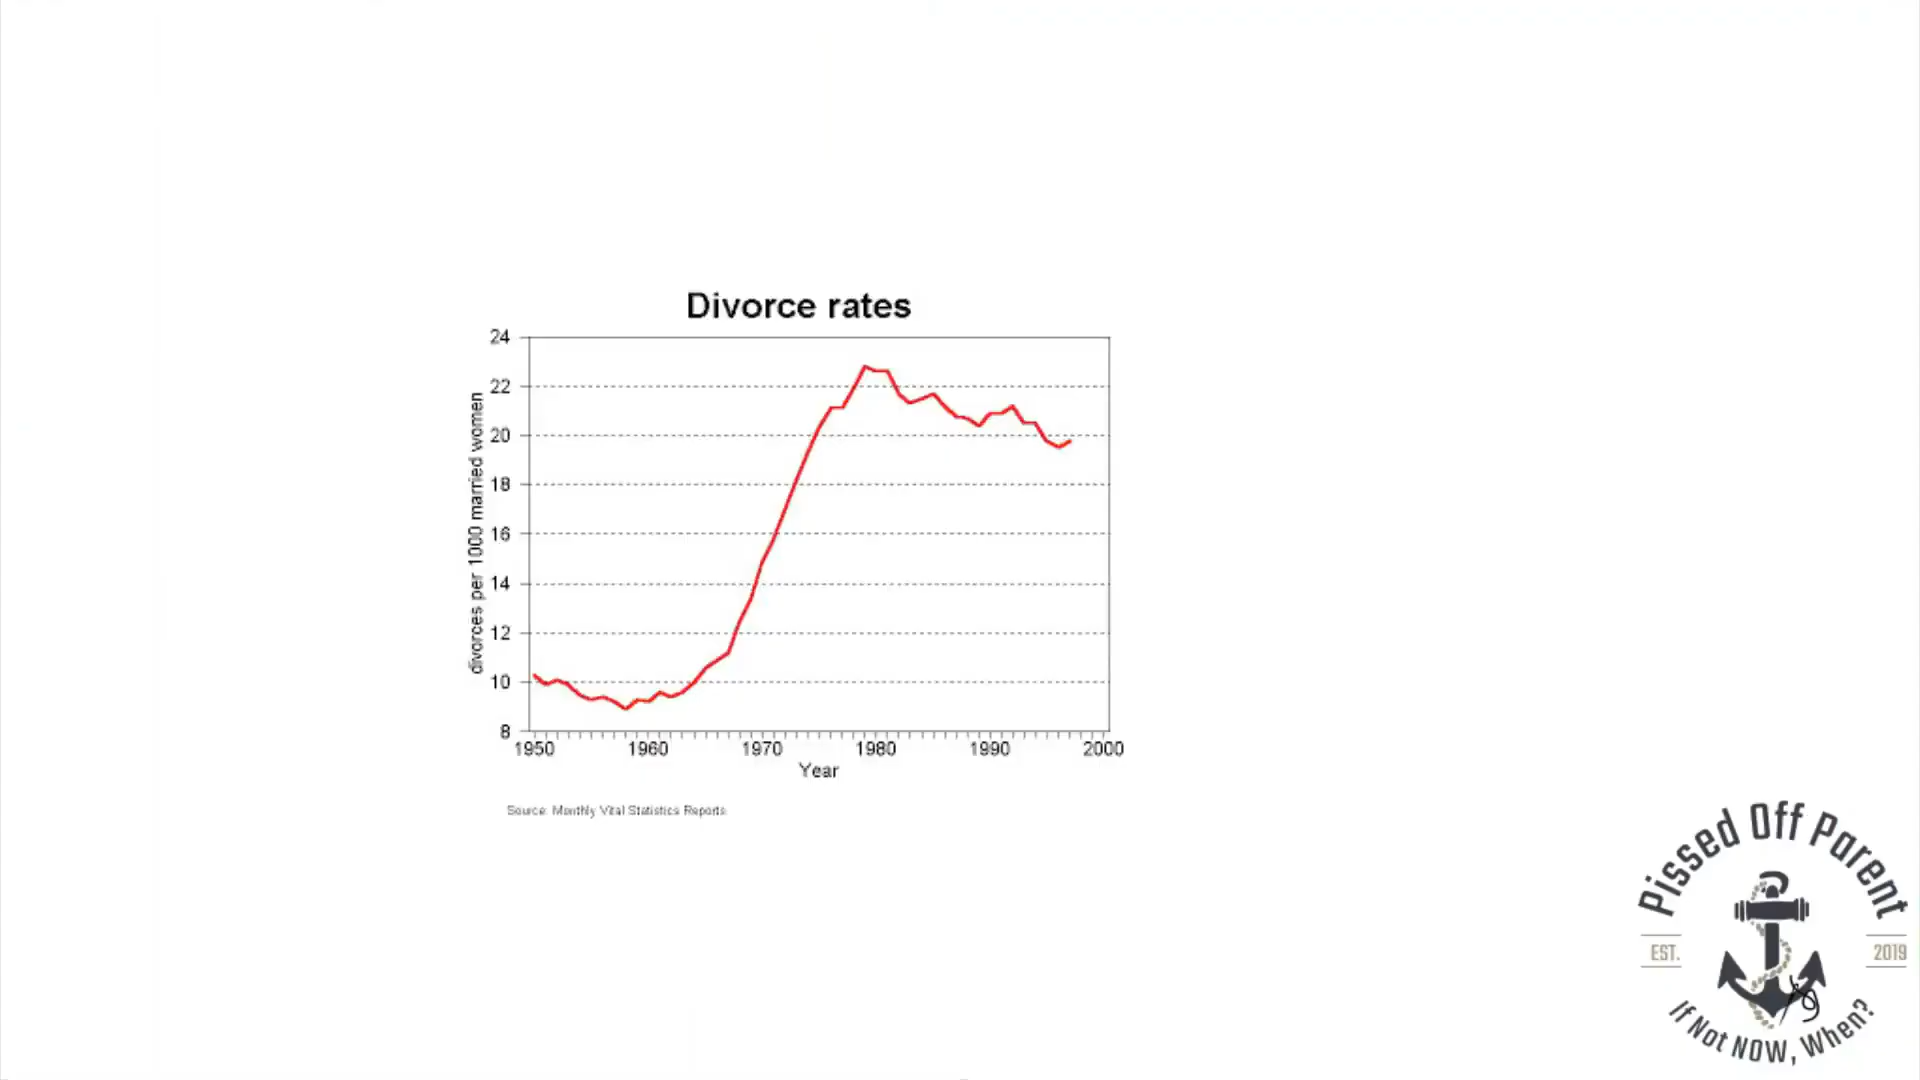 Divorce rates
24
22
20
18
16
14
12
10
8
divorces per 1000 married women
1950 1960 1970 1980 1990 2000
Year
Source: Monthly Vital Statistics Reports
Pissed Off Parent
EST. 2019
If Not NOW, When?